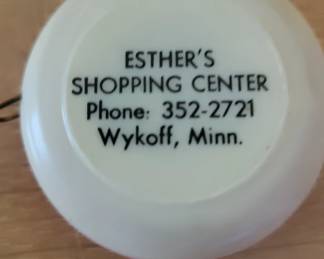 ESTHER'S
SHOPPING CENTER
Phone: 352-2721
Wykoff, Minn.